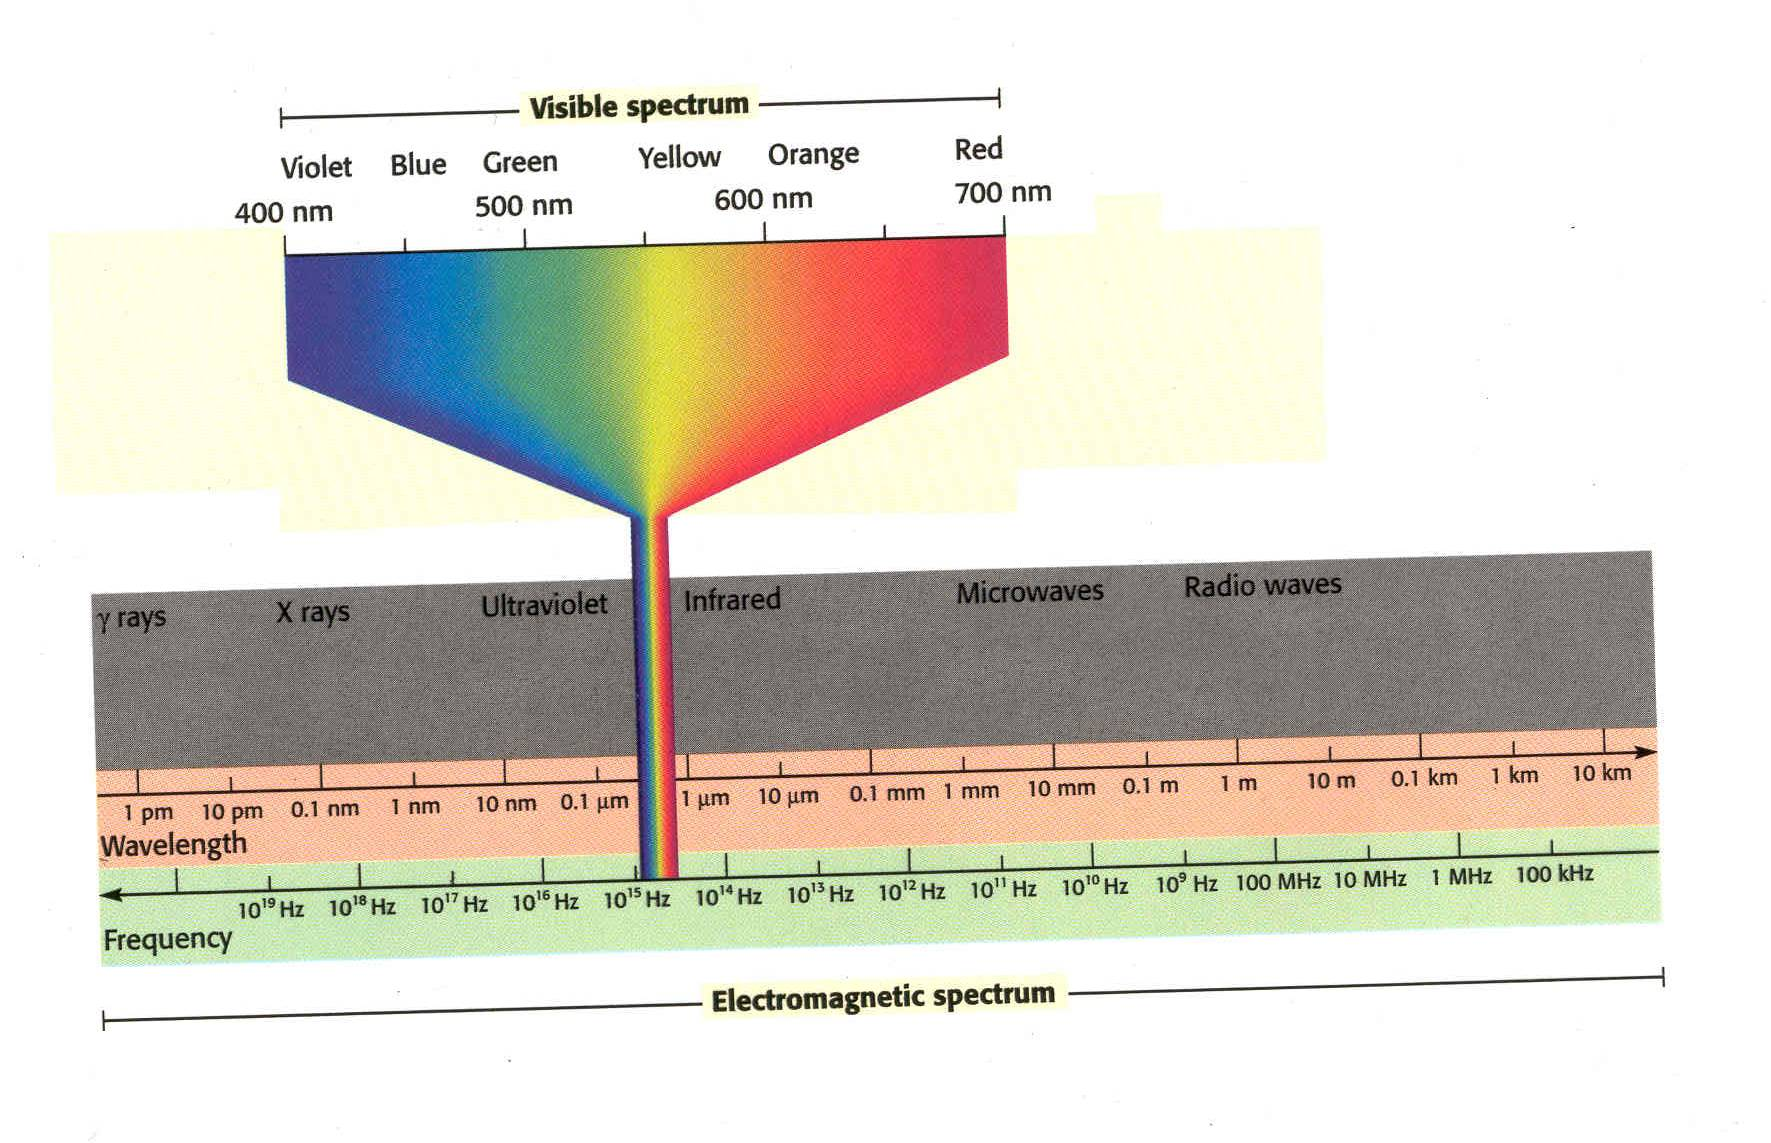 Visible spectrum
Violet Blue Green Yellow Orange Red
400 nm 500 nm 600 nm 700 nm
γ rays X rays Ultraviolet Infrared Microwaves Radio waves
1 pm 10 pm 0.1 nm 1 nm 10 nm 0.1 µm 1 µm 10 µm 0.1 mm 1 mm 10 mm 0.1 m 1 m 10 m 0.1 km 1 km 10 km
Wavelength
10¹⁹ Hz 10¹⁸ Hz 10¹⁷ Hz 10¹⁶ Hz 10¹⁵ Hz 10¹⁴ Hz 10¹³ Hz 10¹² Hz 10¹¹ Hz 10¹⁰ Hz 10⁹ Hz 100 MHz 10 MHz 1 MHz 100 kHz
Frequency
Electromagnetic spectrum